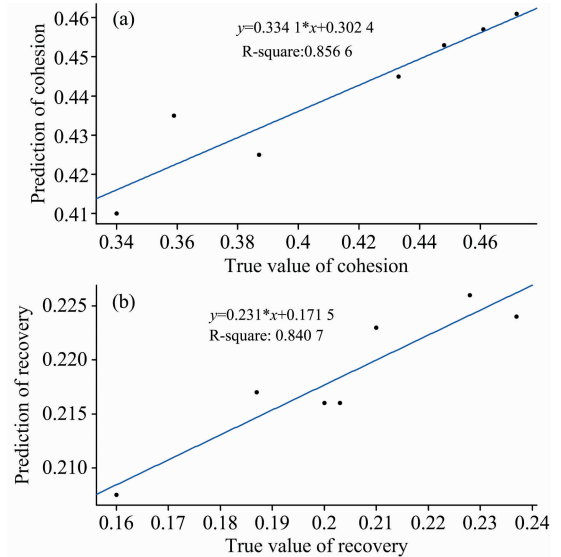 (a)
y=0.334 1*x+0.302 4
R-square:0.856 6
Prediction of cohesion
0.46
0.45
0.44
0.43
0.42
0.41
0.34 0.36 0.38 0.4 0.42 0.44 0.46
True value of cohesion
(b)
y=0.231*x+0.171 5
R-square: 0.840 7
Prediction of recovery
0.225
0.220
0.215
0.210
0.16 0.17 0.18 0.19 0.2 0.21 0.22 0.23 0.24
True value of recovery